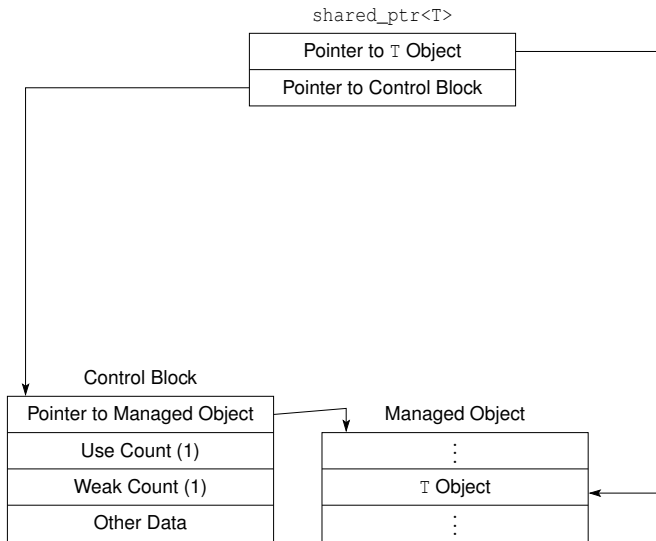 shared_ptr<T>
Pointer to T Object
Pointer to Control Block
Control Block
Pointer to Managed Object
Use Count (1)
Weak Count (1)
Other Data
Managed Object
⋮
T Object
⋮